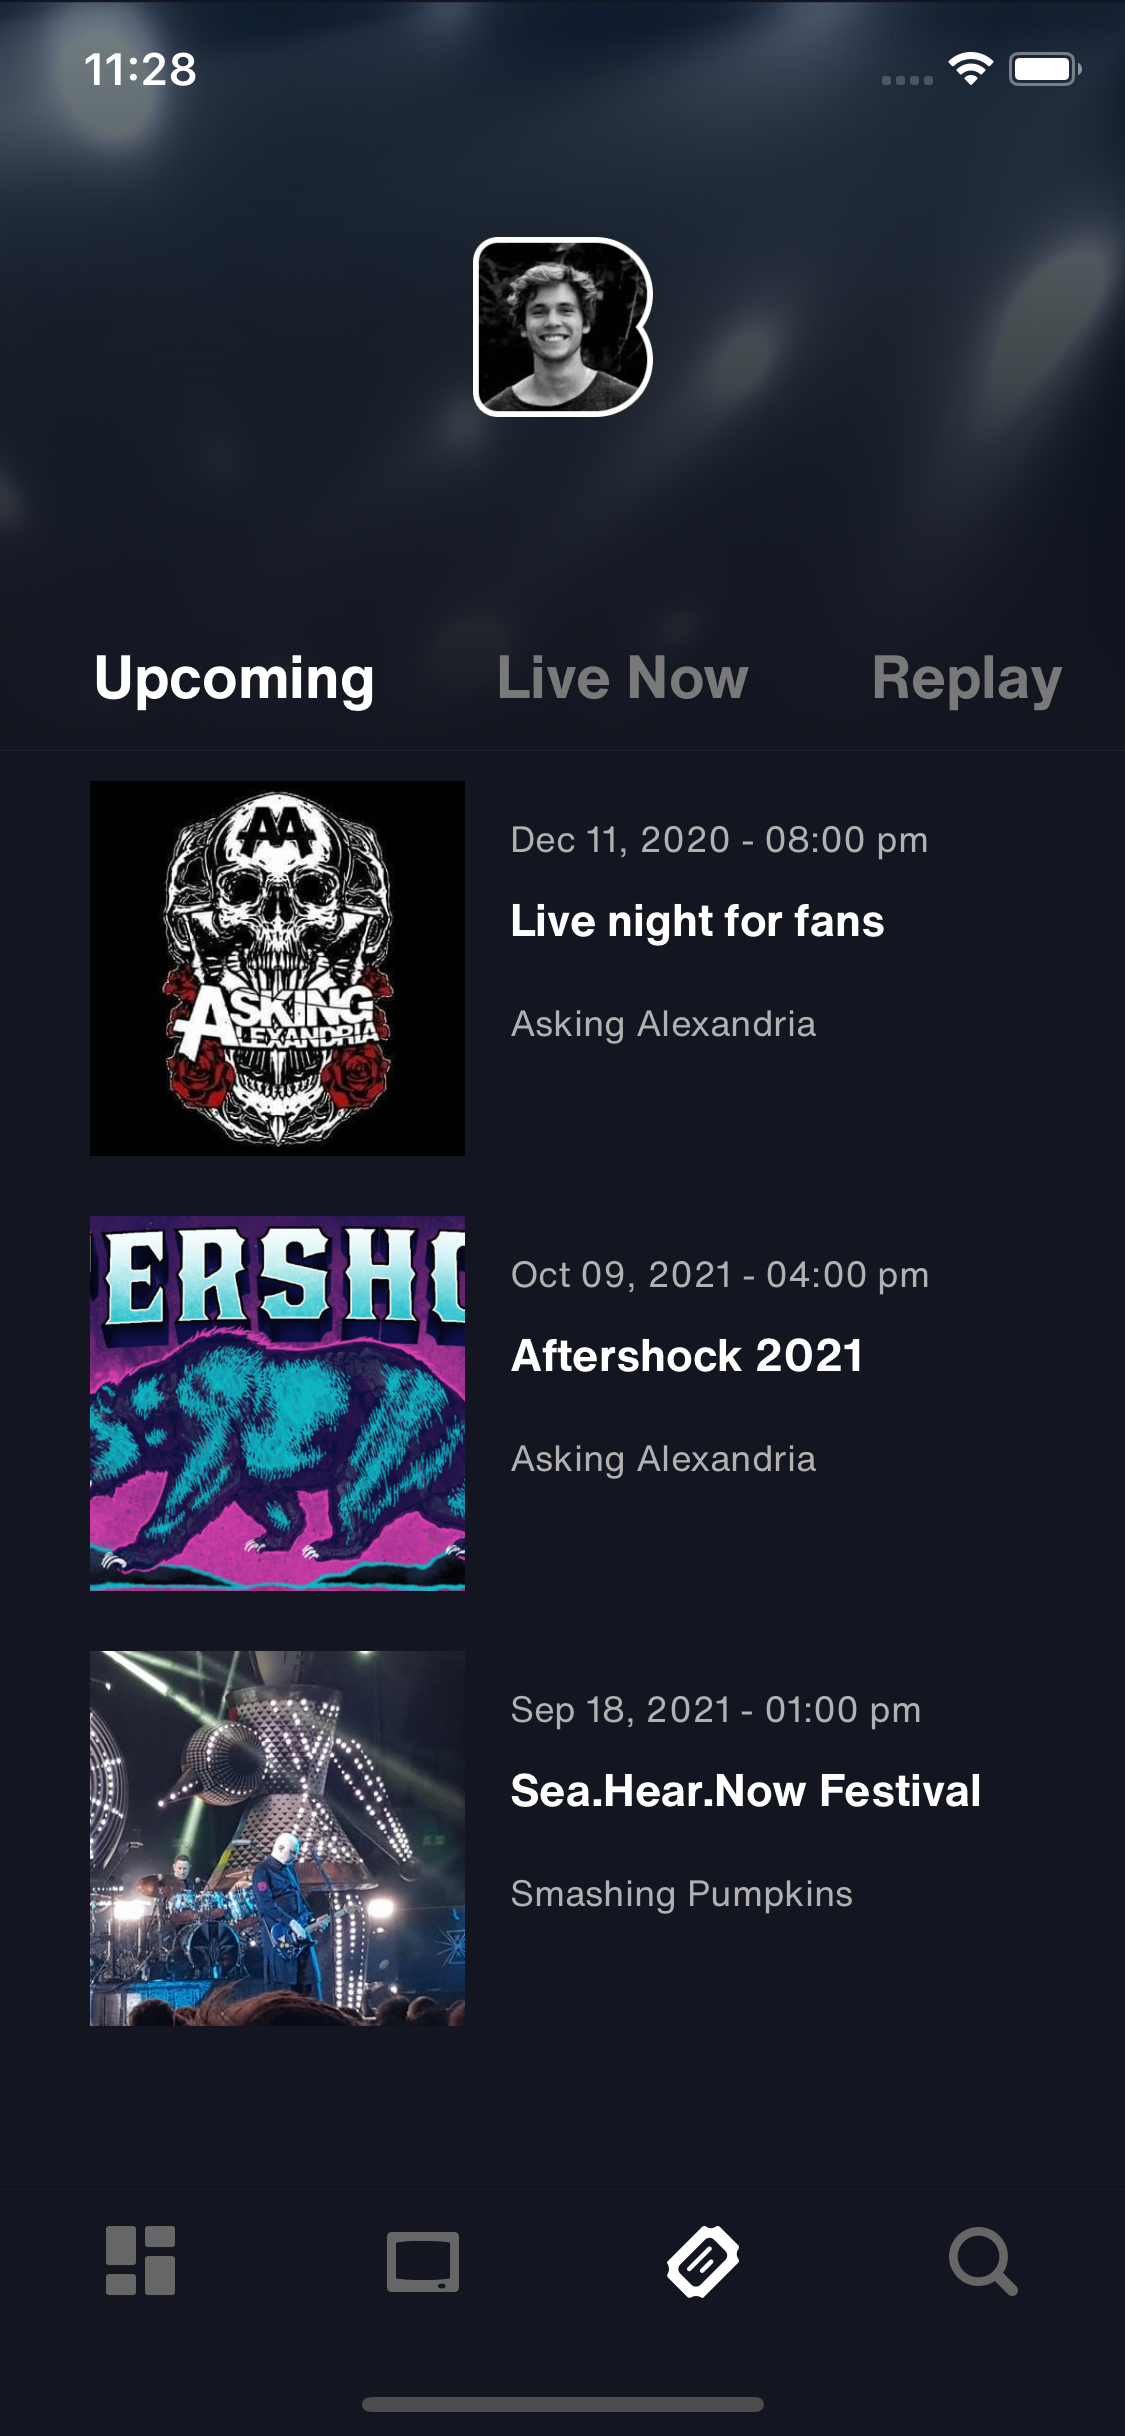 11:28
Upcoming
Live Now
Replay
AA
ASKING
ALEXANDRIA
Dec 11, 2020 - 08:00 pm
Live night for fans
Asking Alexandria
ERSHO
Oct 09, 2021 - 04:00 pm
Aftershock 2021
Asking Alexandria
Sep 18, 2021 - 01:00 pm
Sea.Hear.Now Festival
Smashing Pumpkins